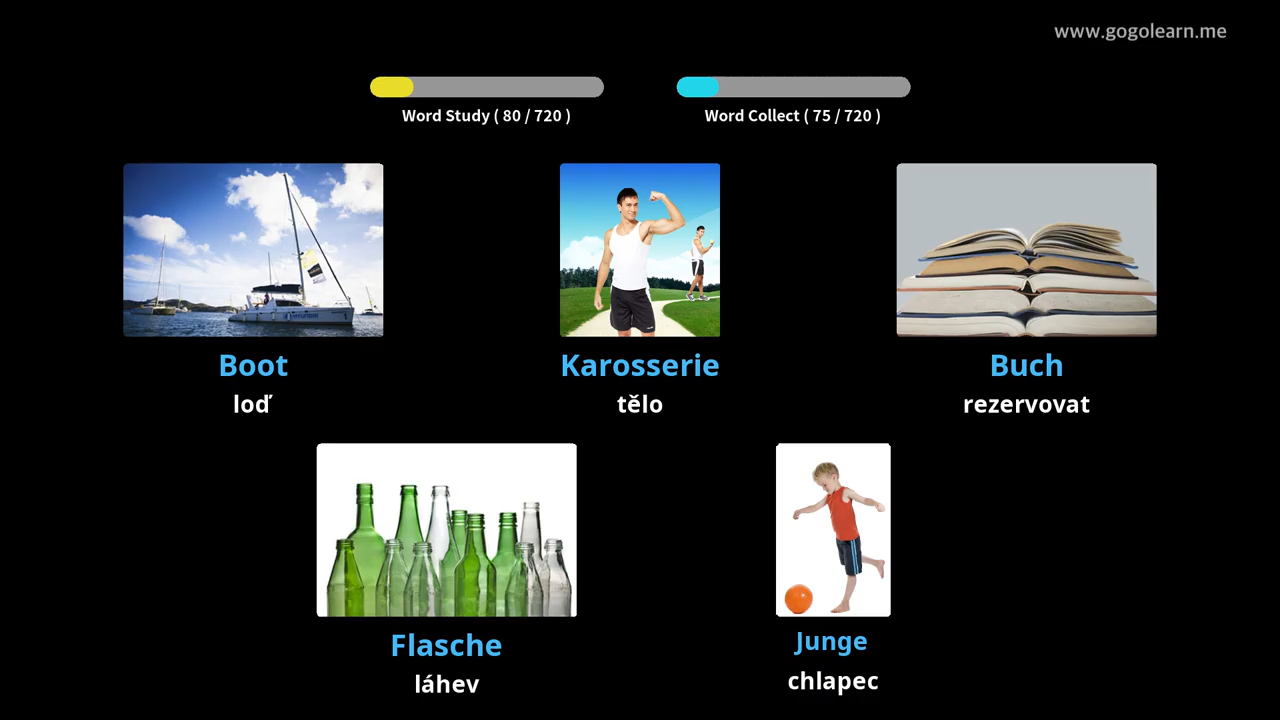 www.gogolearn.me
Word Study ( 80 / 720 )
Word Collect ( 75 / 720 )
Boot
loď
Karosserie
tělo
Buch
rezervovat
Flasche
láhev
Junge
chlapec